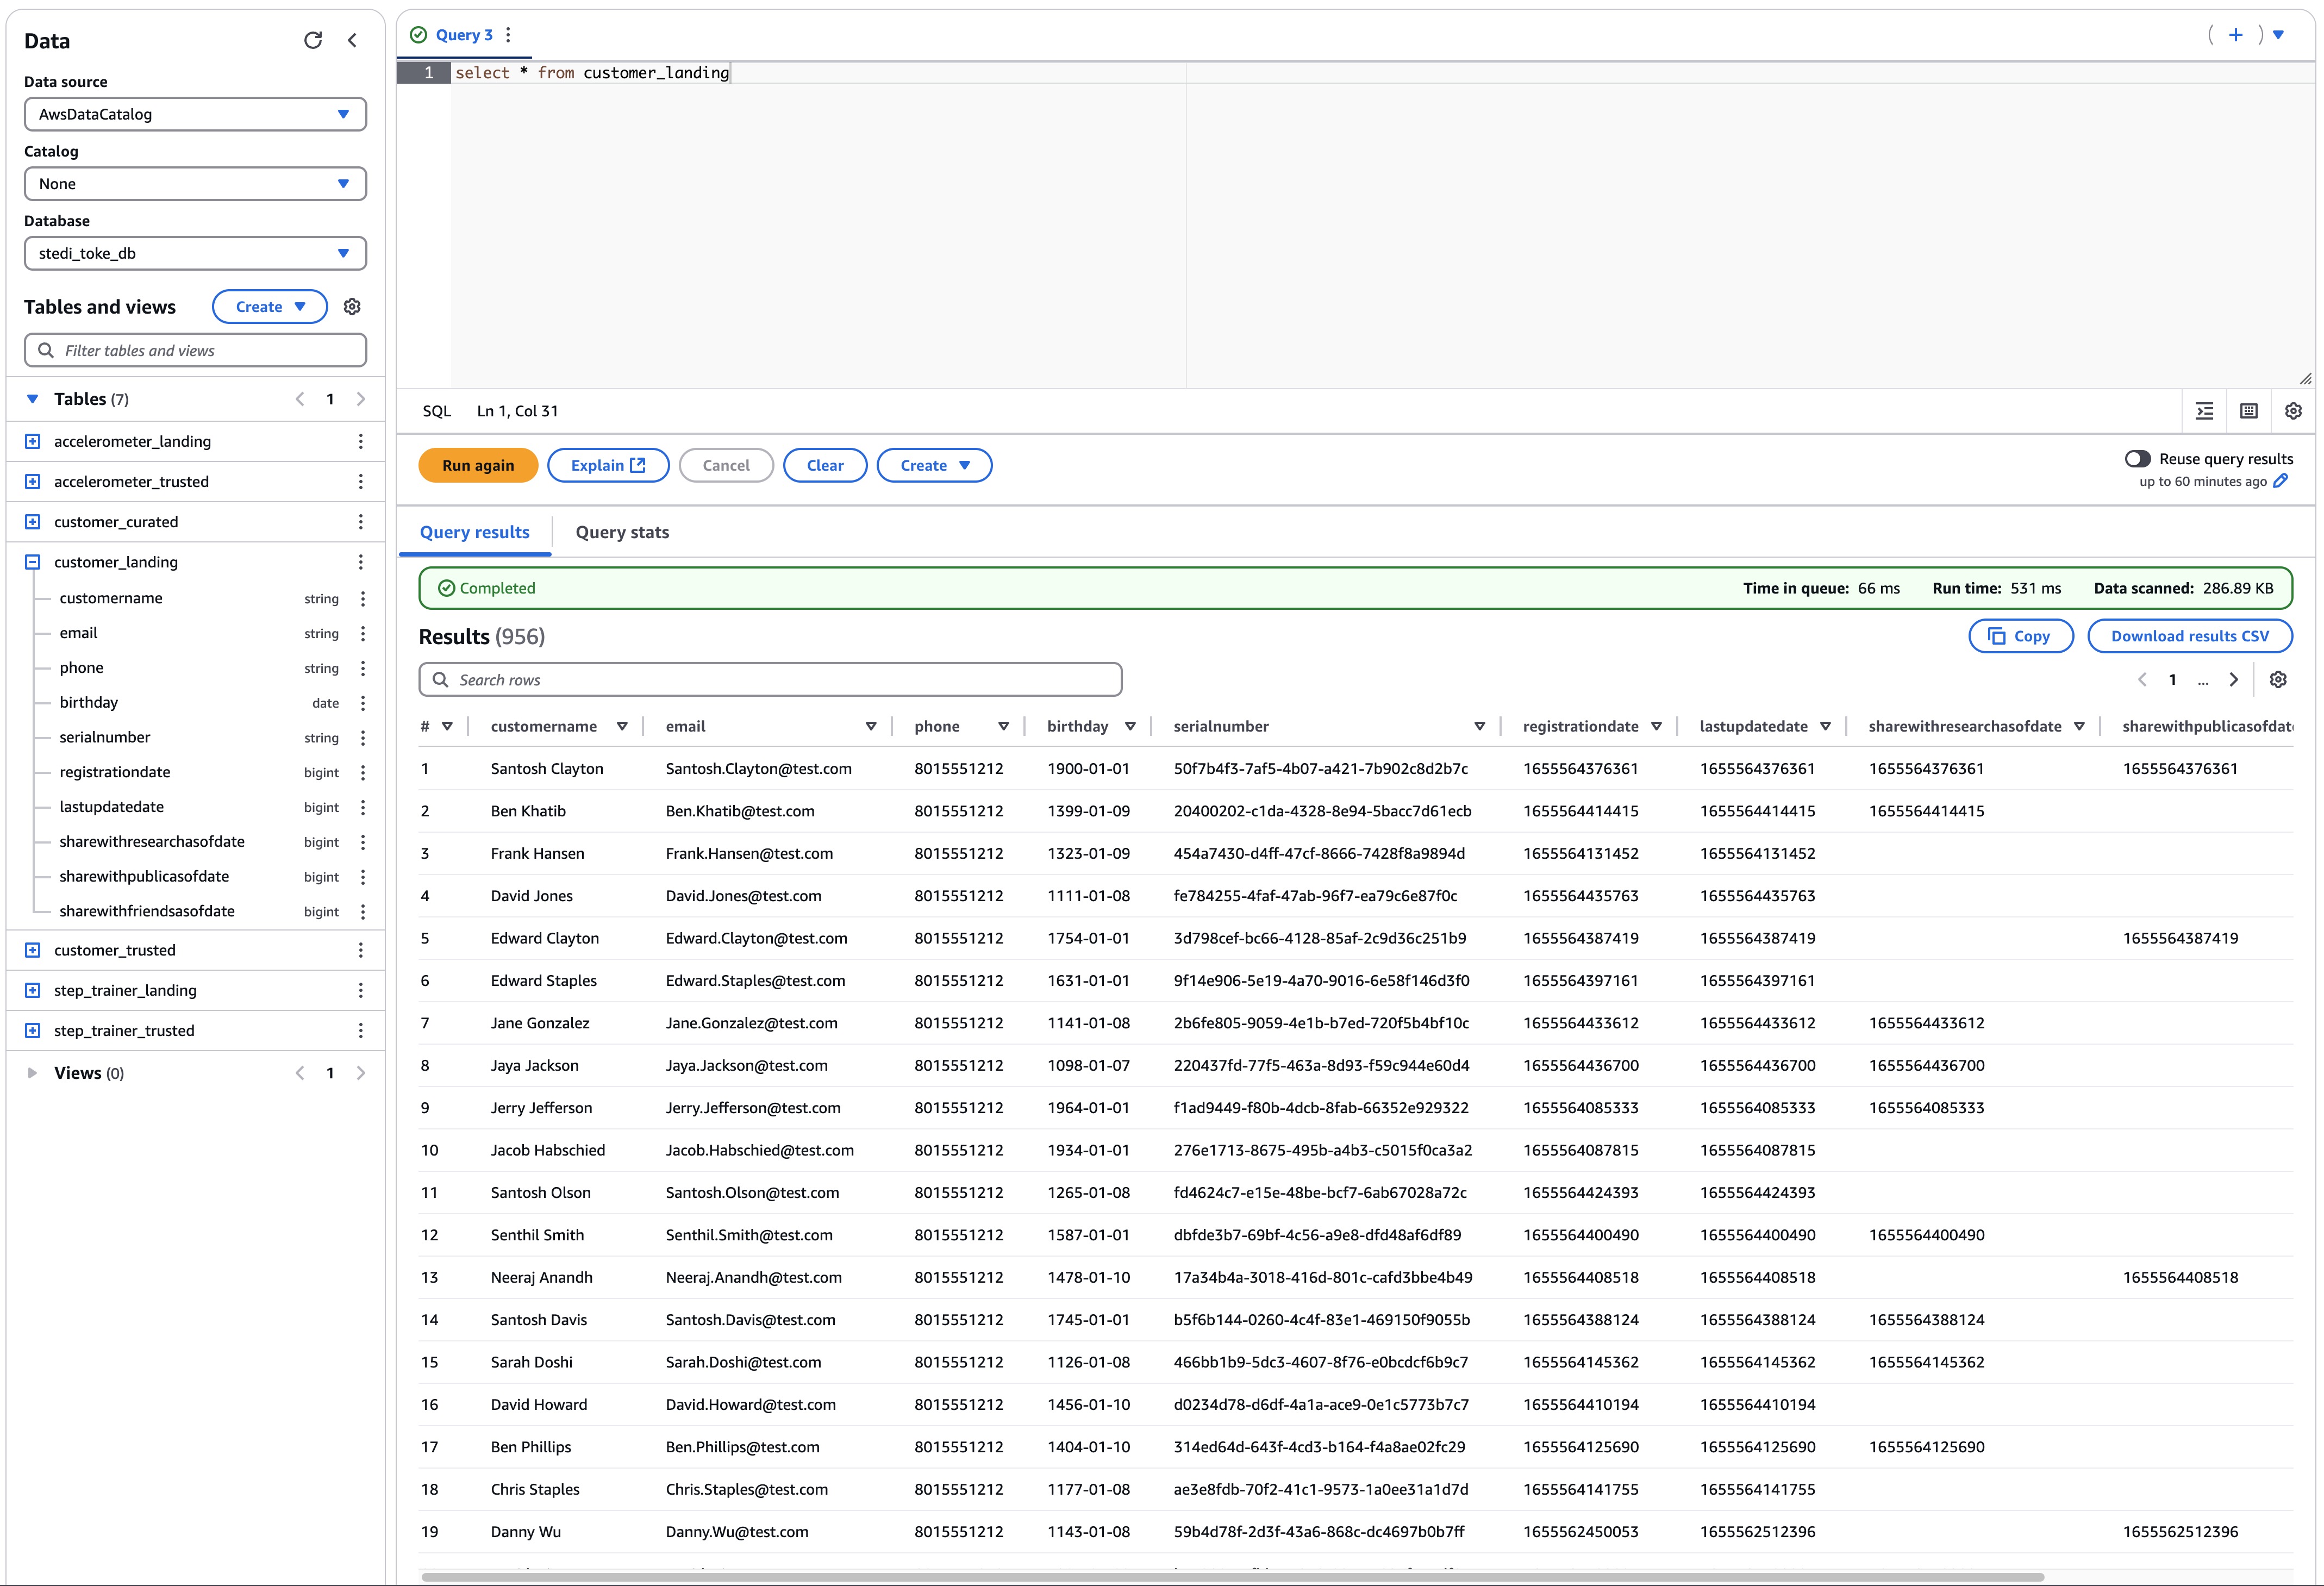 Data
Data source
AwsDataCatalog
Catalog
None
Database
stedi_toke_db
Tables and views Create
Filter tables and views
Tables (7) 1
accelerometer_landing
accelerometer_trusted
customer_curated
customer_landing
customername string
email string
phone string
birthday date
serialnumber string
registrationdate bigint
lastupdatedate bigint
sharewithresearchasofdate bigint
sharewithpublicasofdate bigint
sharewithfriendsasofdate bigint
customer_trusted
step_trainer_landing
step_trainer_trusted
Views (0) 1
Query 3
1 select * from customer_landing
SQL Ln 1, Col 31
Run again Explain Cancel Clear Create
Reuse query results
up to 60 minutes ago
Query results Query stats
Completed Time in queue: 66 ms Run time: 531 ms Data scanned: 286.89 KB
Results (956) Copy Download results CSV
Search rows 1 ...
# customername email phone birthday serialnumber registrationdate lastupdatedate sharewithresearchasofdate sharewithpublicasofdat
1 Santosh Clayton Santosh.Clayton@test.com 8015551212 1900-01-01 50f7b4f3-7af5-4b07-a421-7b902c8d2b7c 1655564376361 1655564376361 1655564376361 1655564376361
2 Ben Khatib Ben.Khatib@test.com 8015551212 1399-01-09 20400202-c1da-4328-8e94-5bacc7d61ecb 1655564414415 1655564414415 1655564414415
3 Frank Hansen Frank.Hansen@test.com 8015551212 1323-01-09 454a7430-d4ff-47cf-8666-7428f8a9894d 1655564131452 1655564131452
4 David Jones David.Jones@test.com 8015551212 1111-01-08 fe784255-4faf-47ab-96f7-ea79c6e87f0c 1655564435763 1655564435763
5 Edward Clayton Edward.Clayton@test.com 8015551212 1754-01-01 3d798cef-bc66-4128-85af-2c9d36c251b9 1655564387419 1655564387419 1655564387419
6 Edward Staples Edward.Staples@test.com 8015551212 1631-01-01 9f14e906-5e19-4a70-9016-6e58f146d3f0 1655564397161 1655564397161
7 Jane Gonzalez Jane.Gonzalez@test.com 8015551212 1141-01-08 2b6fe805-9059-4e1b-b7ed-720f5b4bf10c 1655564433612 1655564433612 1655564433612
8 Jaya Jackson Jaya.Jackson@test.com 8015551212 1098-01-07 220437fd-77f5-463a-8d93-f59c944e60d4 1655564436700 1655564436700 1655564436700
9 Jerry Jefferson Jerry.Jefferson@test.com 8015551212 1964-01-01 f1ad9449-f80b-4dcb-8fab-66352e929322 1655564085333 1655564085333 1655564085333
10 Jacob Habschied Jacob.Habschied@test.com 8015551212 1934-01-01 276e1713-8675-495b-a4b3-c5015f0ca3a2 1655564087815 1655564087815
11 Santosh Olson Santosh.Olson@test.com 8015551212 1265-01-08 fd4624c7-e15e-48be-bcf7-6ab67028a72c 1655564424393 1655564424393
12 Senthil Smith Senthil.Smith@test.com 8015551212 1587-01-01 dbfde3b7-69bf-4c56-a9e8-dfd48af6df89 1655564400490 1655564400490 1655564400490
13 Neeraj Anandh Neeraj.Anandh@test.com 8015551212 1478-01-10 17a34b4a-3018-416d-801c-cafd3bbe4b49 1655564408518 1655564408518 1655564408518
14 Santosh Davis Santosh.Davis@test.com 8015551212 1745-01-01 b5f6b144-0260-4c4f-83e1-469150f9055b 1655564388124 1655564388124 1655564388124
15 Sarah Doshi Sarah.Doshi@test.com 8015551212 1126-01-08 466bb1b9-5dc3-4607-8f76-e0bcdcf6b9c7 1655564145362 1655564145362 1655564145362
16 David Howard David.Howard@test.com 8015551212 1456-01-10 d0234d78-d6df-4a1a-ace9-0e1c5773b7c7 1655564410194 1655564410194
17 Ben Phillips Ben.Phillips@test.com 8015551212 1404-01-10 314ed64d-643f-4cd3-b164-f4a8ae02fc29 1655564125690 1655564125690 1655564125690
18 Chris Staples Chris.Staples@test.com 8015551212 1177-01-08 ae3e8fdb-70f2-41c1-9573-1a0ee31a1d7d 1655564141755 1655564141755
19 Danny Wu Danny.Wu@test.com 8015551212 1143-01-08 59b4d78f-2d3f-43a6-868c-dc4697b0b7ff 1655562450053 1655562512396 1655562512396